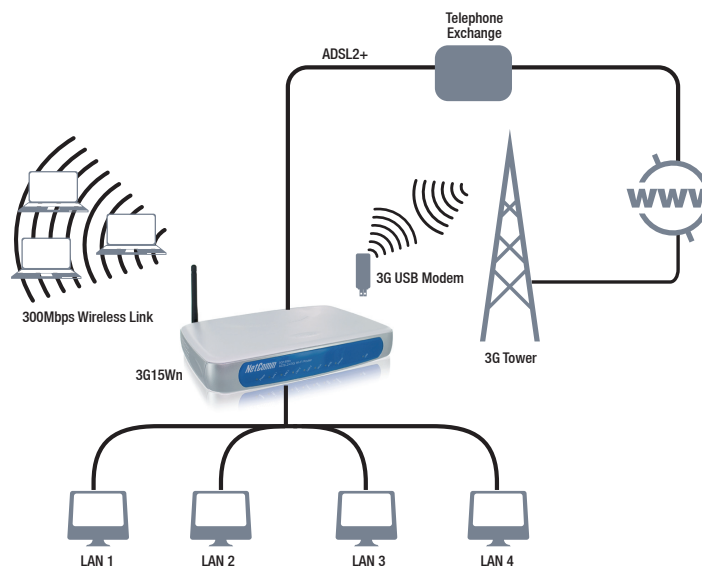 Telephone
Exchange
ADSL2+
www
3G USB Modem
300Mbps Wireless Link
3G Tower
NetComm
3G15Wn
LAN 1
LAN 2
LAN 3
LAN 4